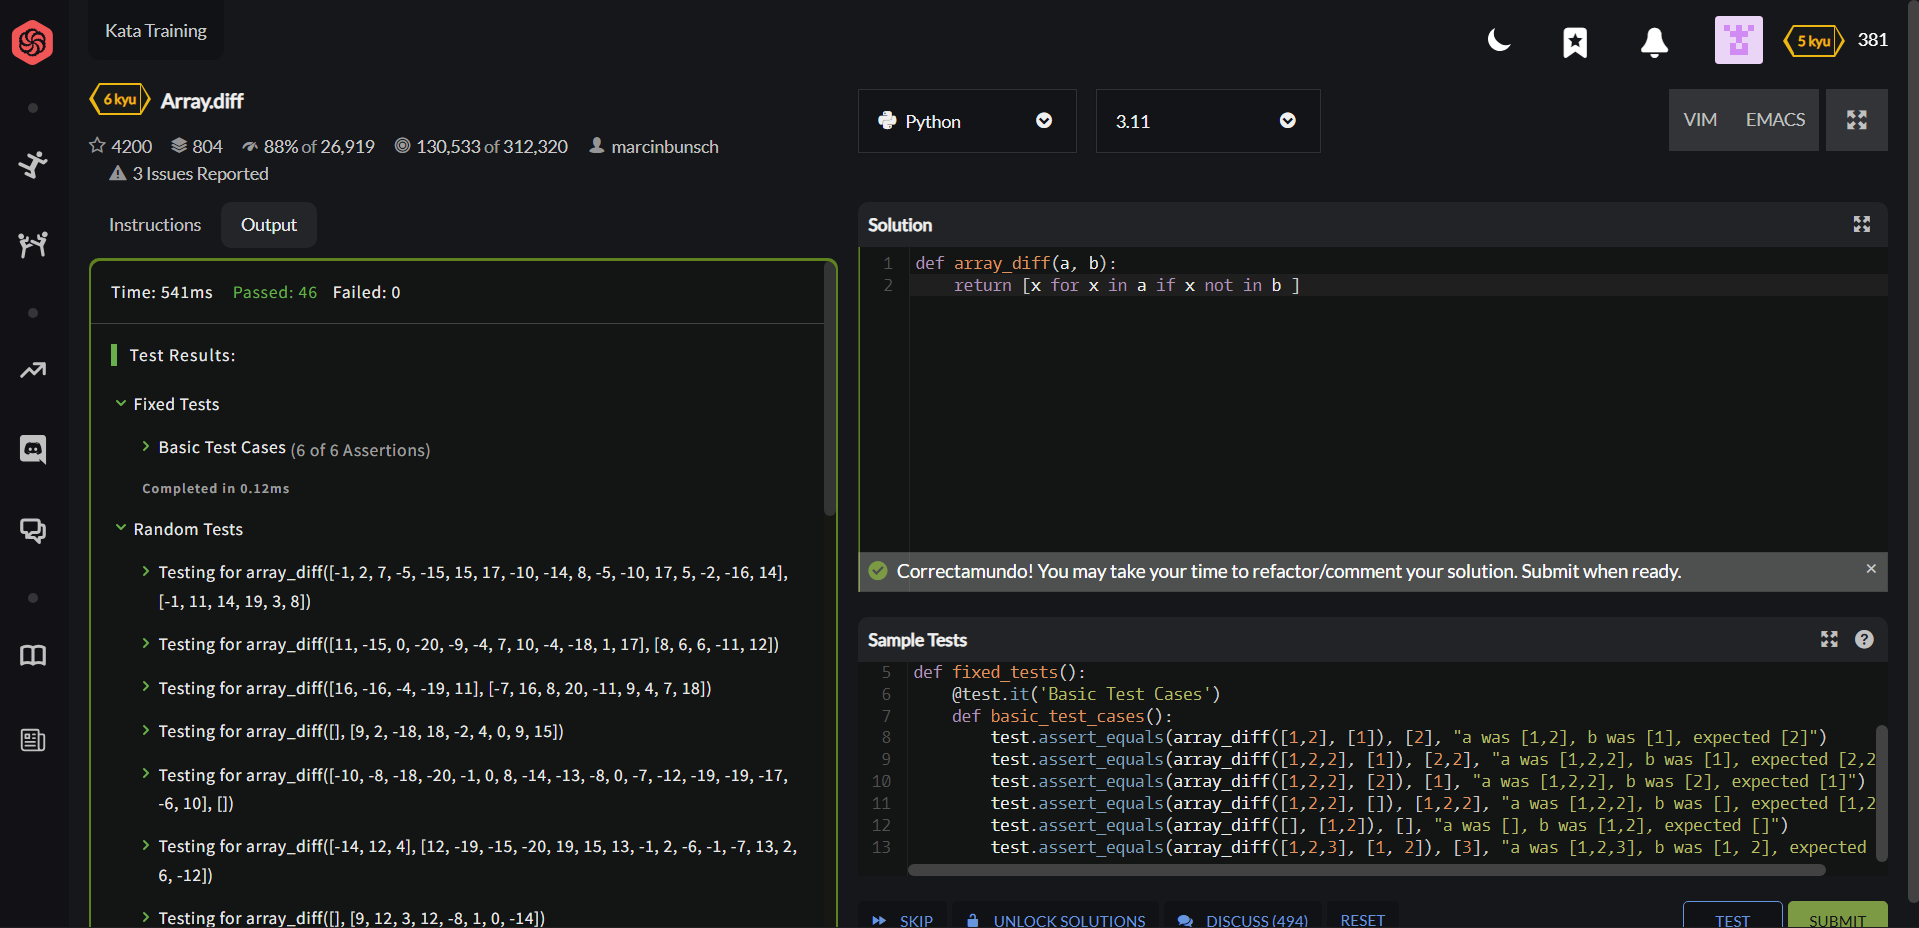 Kata Training
5 kyu 381
6 kyu Array.diff
4200 804 88% of 26,919 130,533 of 312,320 marcinbunsch
3 Issues Reported
Python
3.11
VIM EMACS
Instructions Output
Time: 541ms Passed: 46 Failed: 0
Test Results:
Fixed Tests
Basic Test Cases (6 of 6 Assertions)
Completed in 0.12ms
Random Tests
Testing for array_diff([-1, 2, 7, -5, -15, 15, 17, -10, -14, 8, -5, -10, 17, 5, -2, -16, 14],
[-1, 11, 14, 19, 3, 8])
Testing for array_diff([11, -15, 0, -20, -9, -4, 7, 10, -4, -18, 1, 17], [8, 6, 6, -11, 12])
Testing for array_diff([16, -16, -4, -19, 11], [-7, 16, 8, 20, -11, 9, 4, 7, 18])
Testing for array_diff([], [9, 2, -18, 18, -2, 4, 0, 9, 15])
Testing for array_diff([-10, -8, -18, -20, -1, 0, 8, -14, -13, -8, 0, -7, -12, -19, -19, -17,
-6, 10], [])
Testing for array_diff([-14, 12, 4], [12, -19, -15, -20, 19, 15, 13, -1, 2, -6, -1, -7, 13, 2,
6, -12])
Testing for array_diff([], [9, 12, 3, 12, -8, 1, 0, -14])
Solution
1 def array_diff(a, b):
2     return [x for x in a if x not in b ]
Correctamundo! You may take your time to refactor/comment your solution. Submit when ready.
Sample Tests
5 def fixed_tests():
6     @test.it('Basic Test Cases')
7     def basic_test_cases():
8         test.assert_equals(array_diff([1,2], [1]), [2], "a was [1,2], b was [1], expected [2]")
9         test.assert_equals(array_diff([1,2,2], [1]), [2,2], "a was [1,2,2], b was [1], expected [2,2
10         test.assert_equals(array_diff([1,2,2], [2]), [1], "a was [1,2,2], b was [2], expected [1]")
11         test.assert_equals(array_diff([1,2,2], []), [1,2,2], "a was [1,2,2], b was [], expected [1,2
12         test.assert_equals(array_diff([], [1,2]), [], "a was [], b was [1,2], expected []")
13         test.assert_equals(array_diff([1,2,3], [1, 2]), [3], "a was [1,2,3], b was [1, 2], expected
SKIP UNLOCK SOLUTIONS DISCUSS (494) RESET TEST SUBMIT